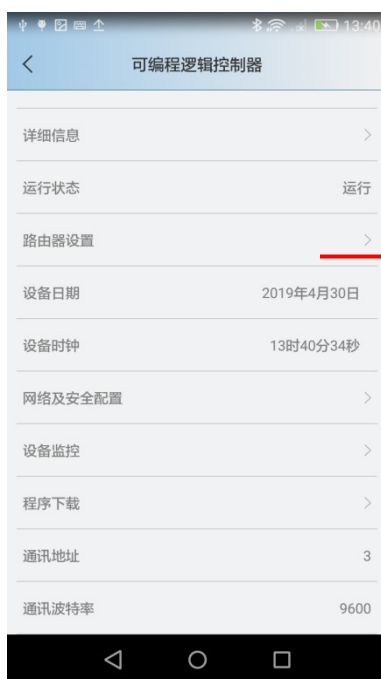 13:40
可编程逻辑控制器
详细信息
运行状态 运行
路由器设置
设备日期 2019年4月30日
设备时钟 13时40分34秒
网络及安全配置
设备监控
程序下载
通讯地址 3
通讯波特率 9600